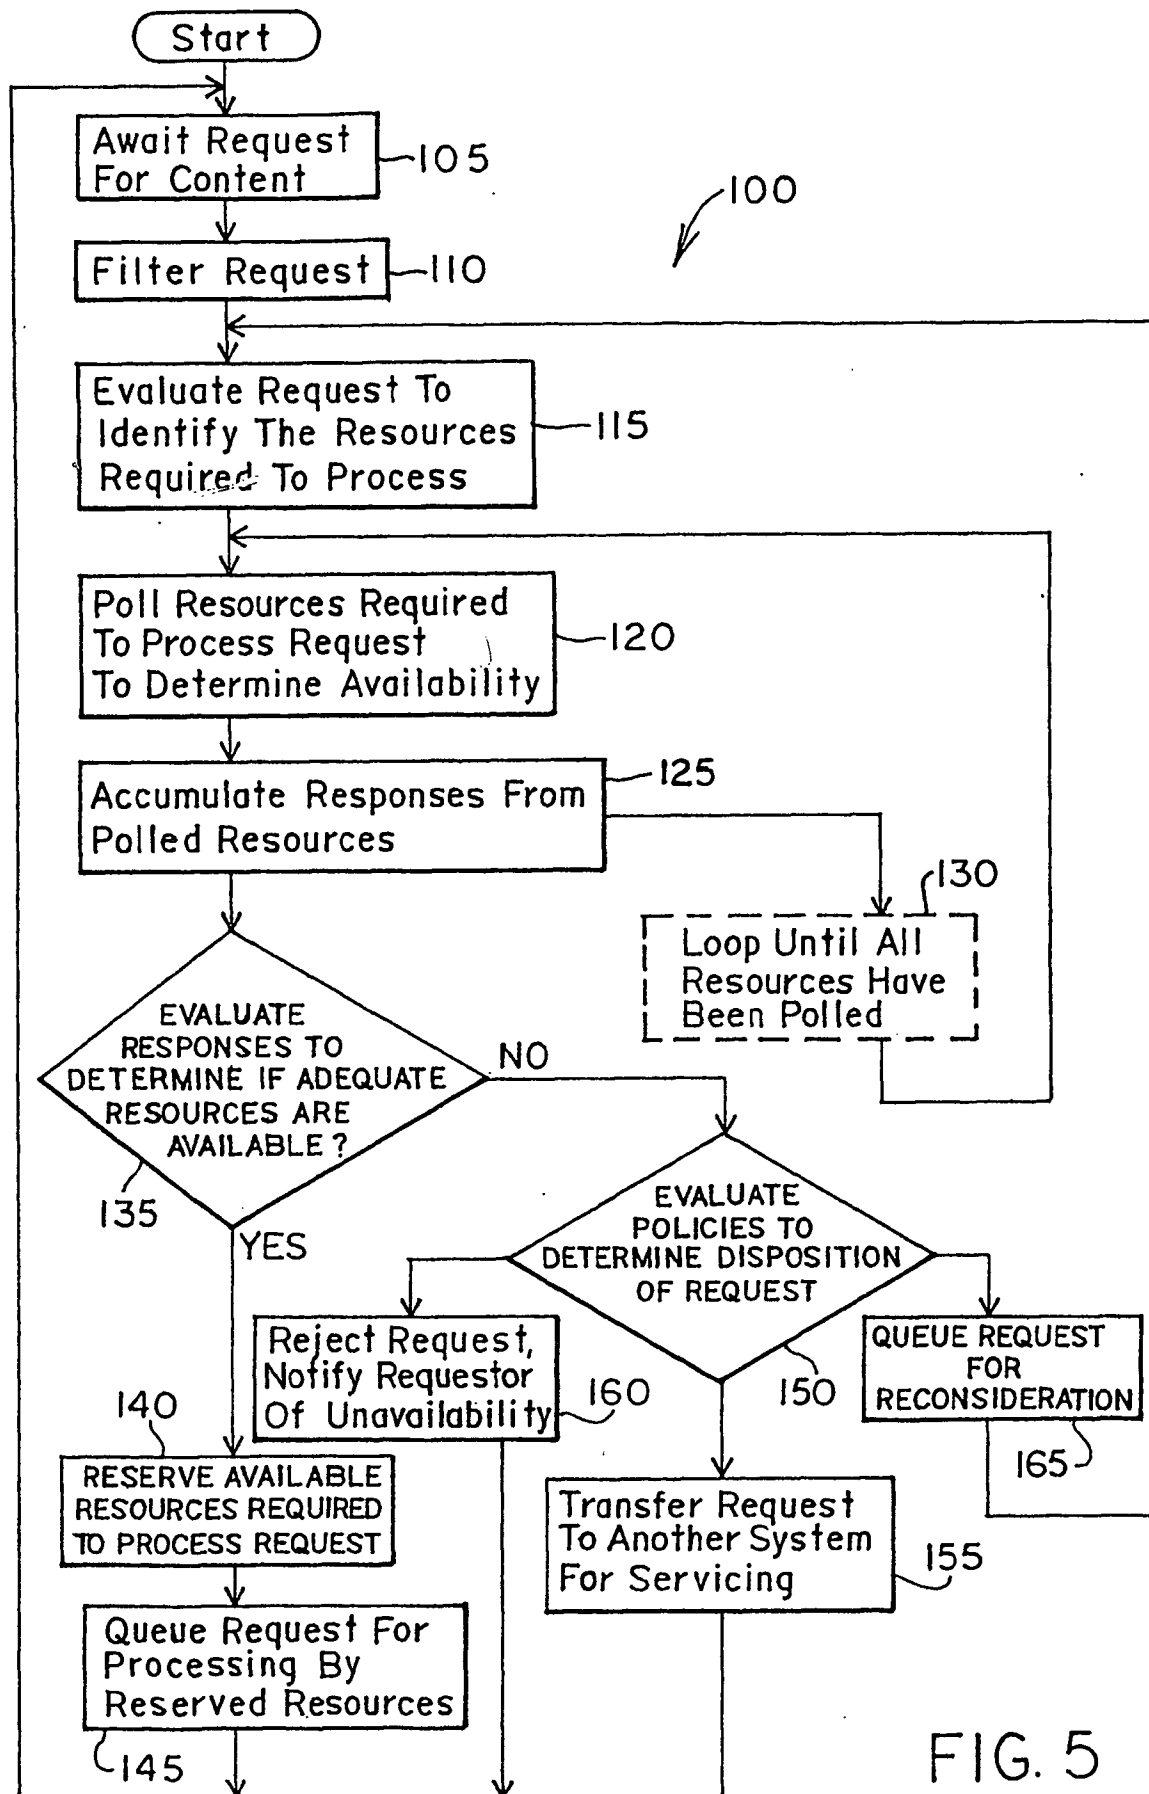 Start
Await Request
For Content
105
100
Filter Request
110
Evaluate Request To
Identify The Resources
Required To Process
115
Poll Resources Required
To Process Request
To Determine Availability
120
Accumulate Responses From
Polled Resources
125
130
Loop Until All
Resources Have
Been Polled
EVALUATE
RESPONSES TO
DETERMINE IF ADEQUATE
RESOURCES ARE
AVAILABLE?
135
NO
YES
EVALUATE
POLICIES TO
DETERMINE DISPOSITION
OF REQUEST
150
Reject Request,
Notify Requestor
Of Unavailability
160
QUEUE REQUEST
FOR
RECONSIDERATION
165
140
RESERVE AVAILABLE
RESOURCES REQUIRED
TO PROCESS REQUEST
Transfer Request
To Another System
For Servicing
155
Queue Request For
Processing By
Reserved Resources
145
FIG. 5